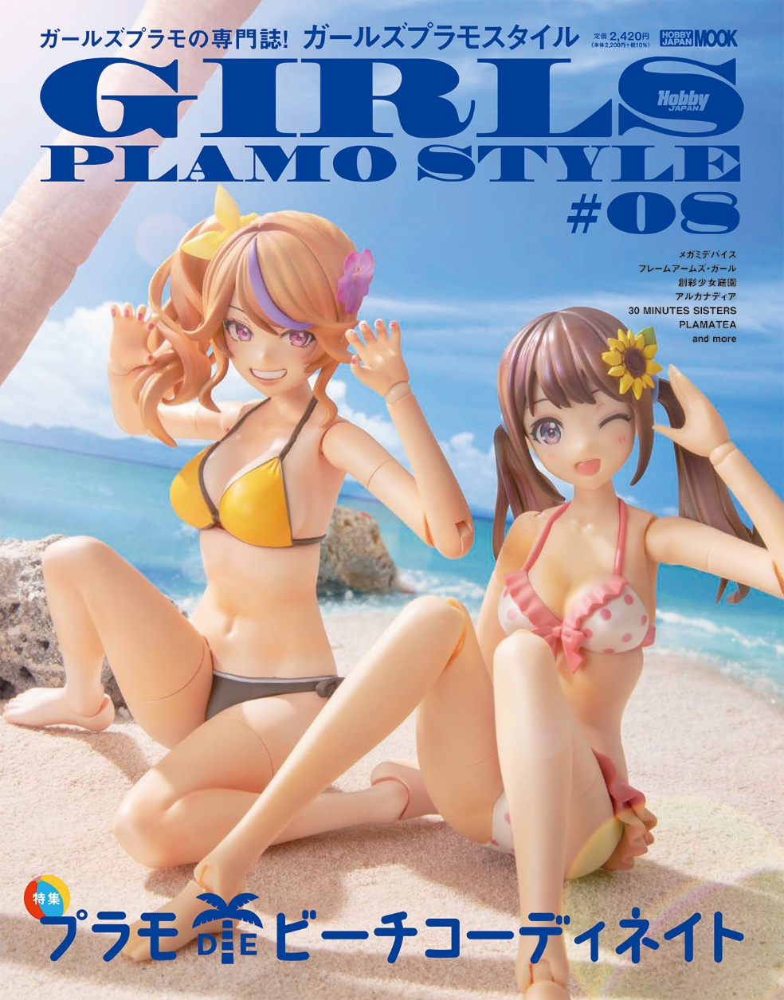 ガールズプラモの専門誌! ガールズプラモスタイル 定価 2,420円 (本体2,200円+税10%) HOBBY JAPAN MOOK
GIRLS
Hobby JAPAN
PLAMO STYLE
#08
メガミデバイス
フレームアームズ・ガール
創彩少女庭園
アルカナディア
30 MINUTES SISTERS
PLAMATEA
and more
特集
プラモ DIE ビーチコーディネイト